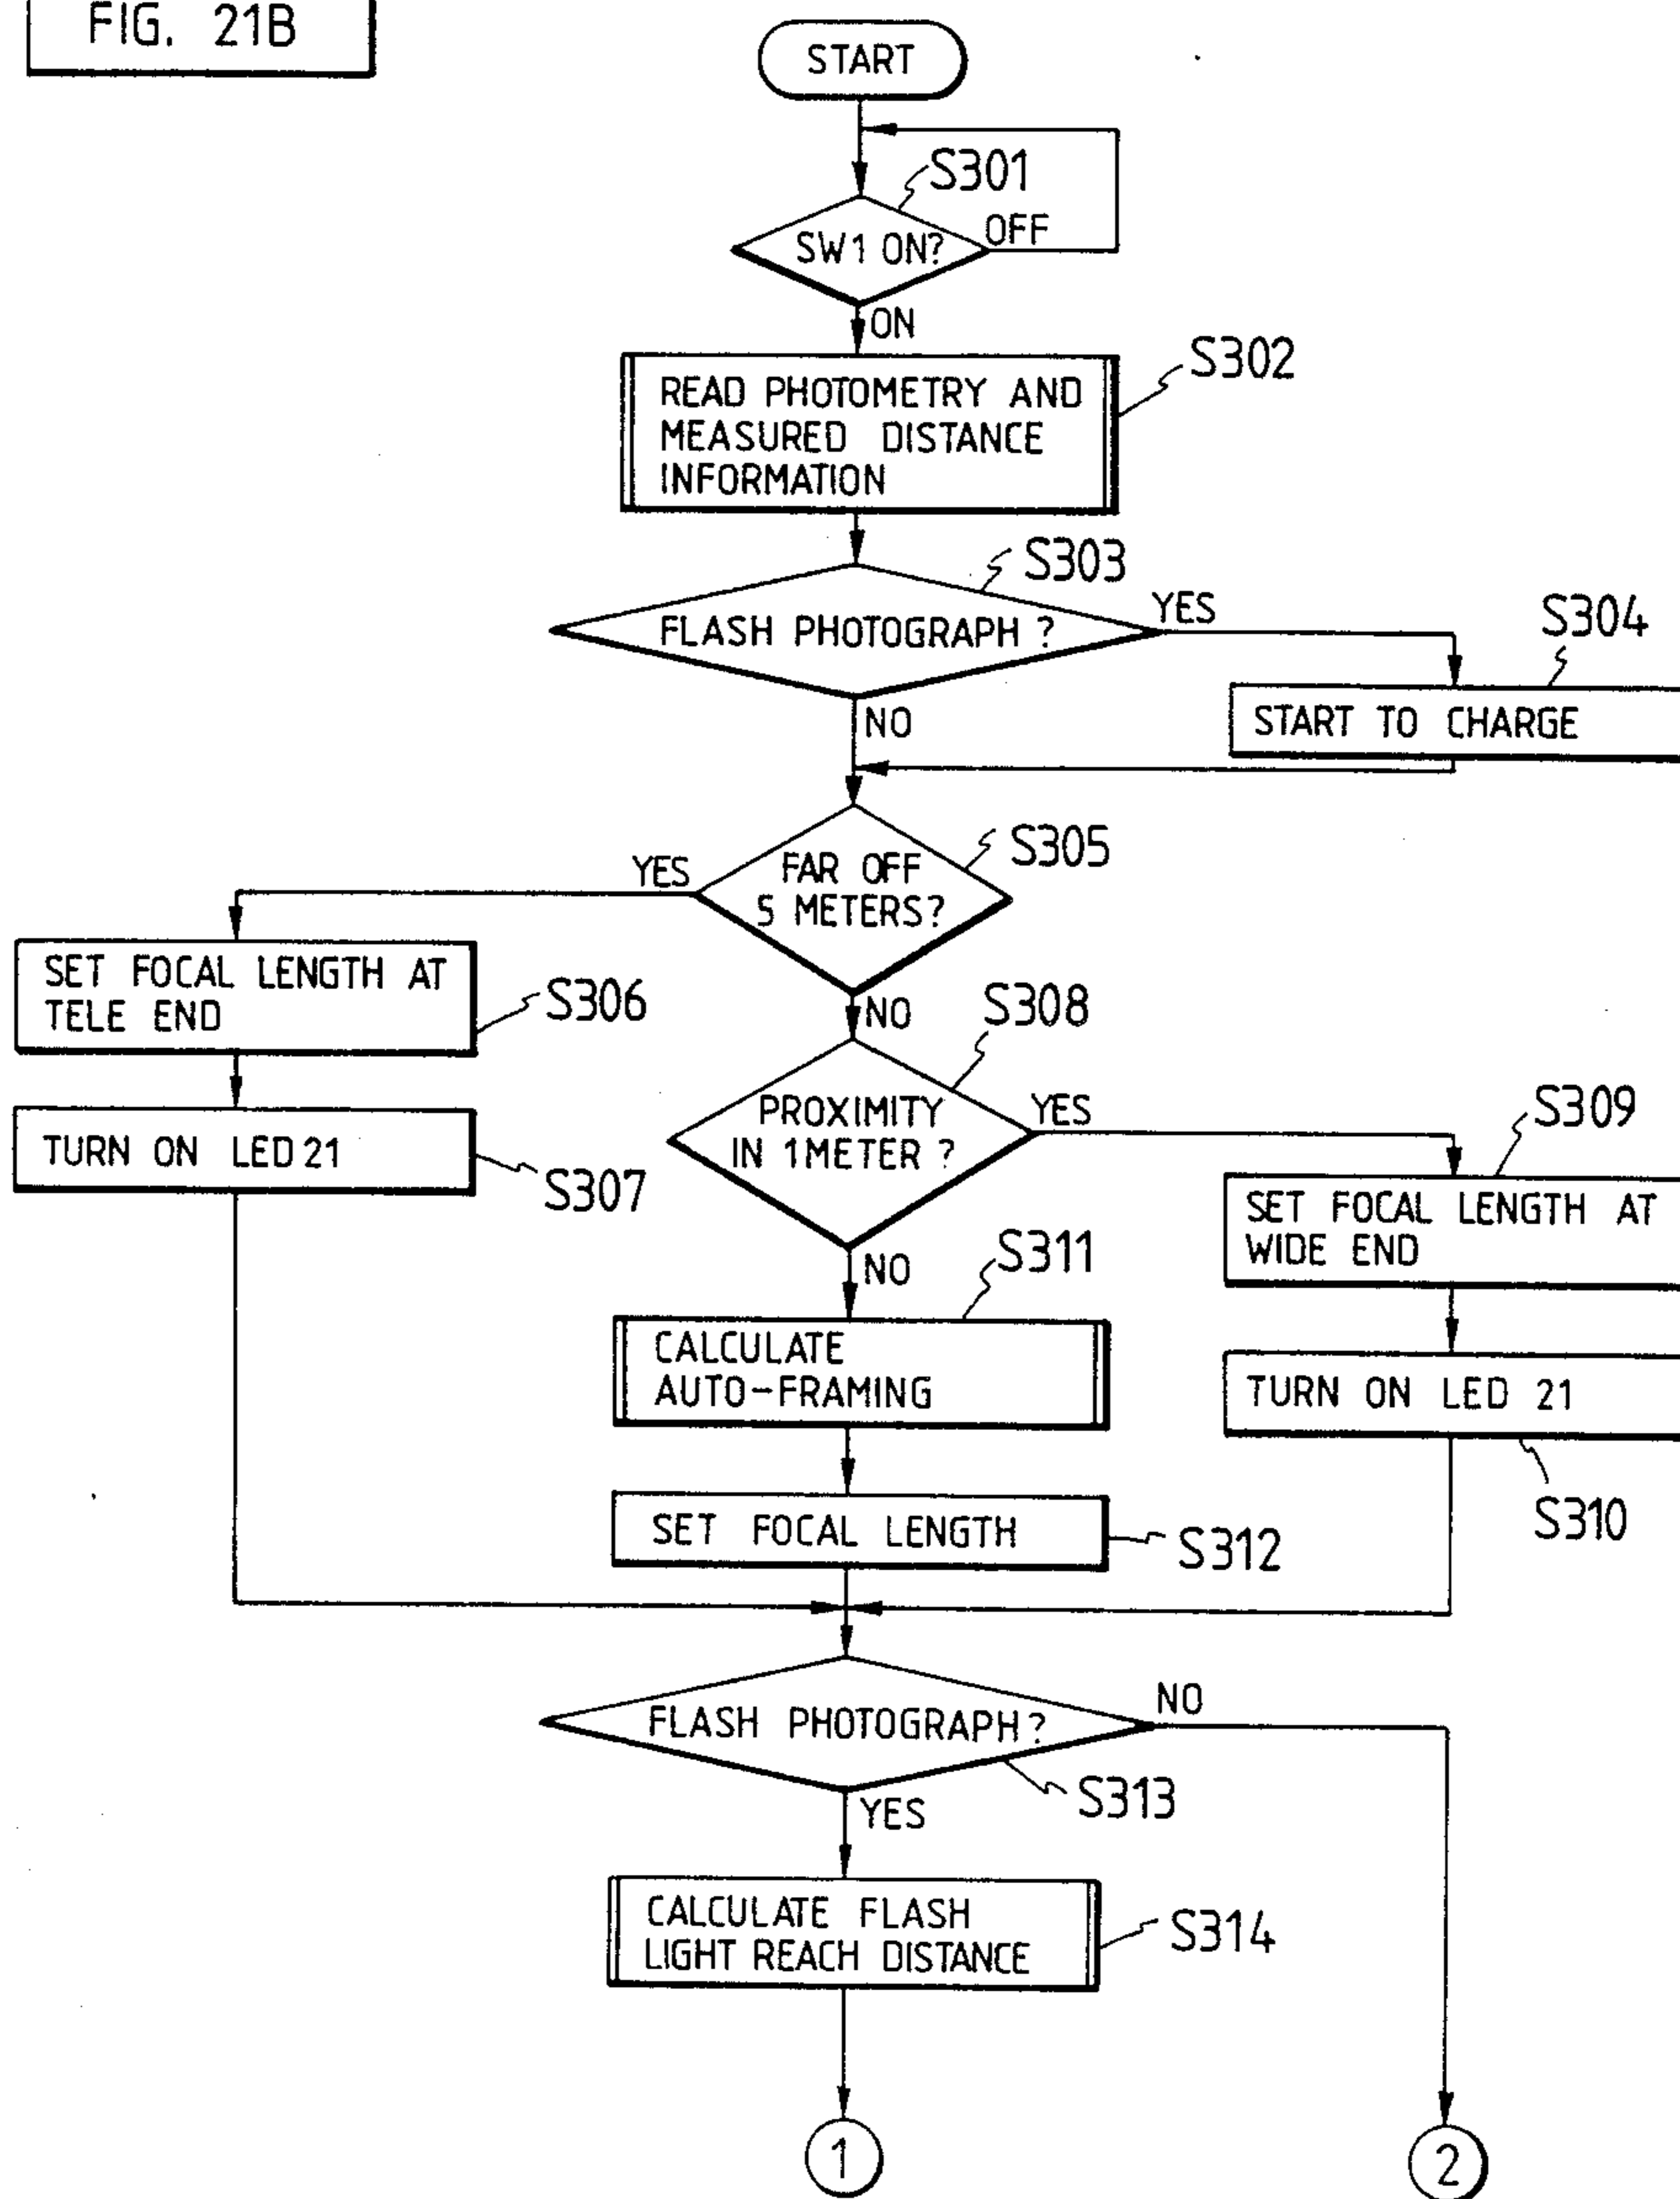 FIG. 21B
START
S301
SW1 ON?
OFF
ON
S302
READ PHOTOMETRY AND
MEASURED DISTANCE
INFORMATION
S303
FLASH PHOTOGRAPH ?
YES
S304
START TO CHARGE
NO
S305
FAR OFF
5 METERS?
YES
SET FOCAL LENGTH AT
TELE END
S306
NO
S308
TURN ON LED 21
S307
PROXIMITY
IN 1 METER ?
YES
S309
SET FOCAL LENGTH AT
WIDE END
NO
S311
CALCULATE
AUTO-FRAMING
TURN ON LED 21
S310
SET FOCAL LENGTH
S312
FLASH PHOTOGRAPH ?
NO
S313
YES
CALCULATE FLASH
LIGHT REACH DISTANCE
S314
1
2